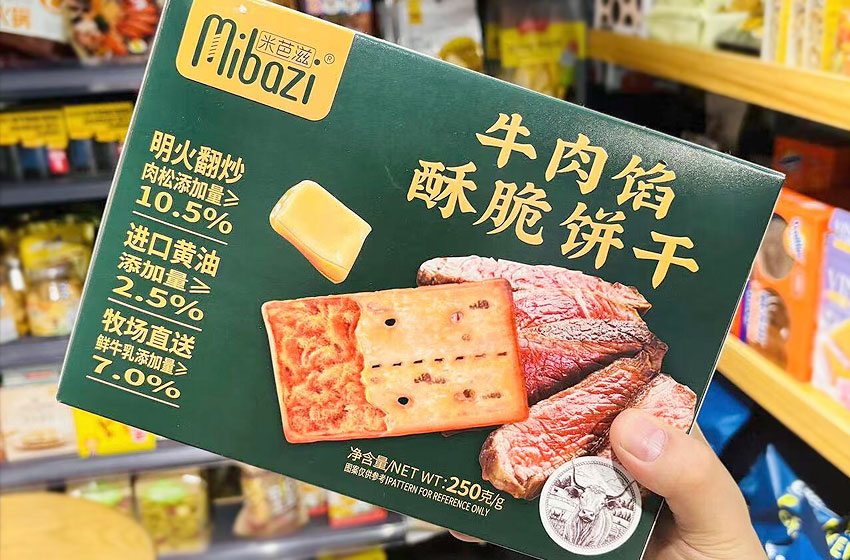 米芭滋
mibazi®
牛肉馅
酥脆饼干
明火翻炒
肉松添加量≥
10.5%
进口黄油
添加量≥
2.5%
牧场直送
鲜牛乳添加量≥
7.0%
净含量/NET WT:250克/g
图案仅供参考/PATTERN FOR REFERENCE ONLY